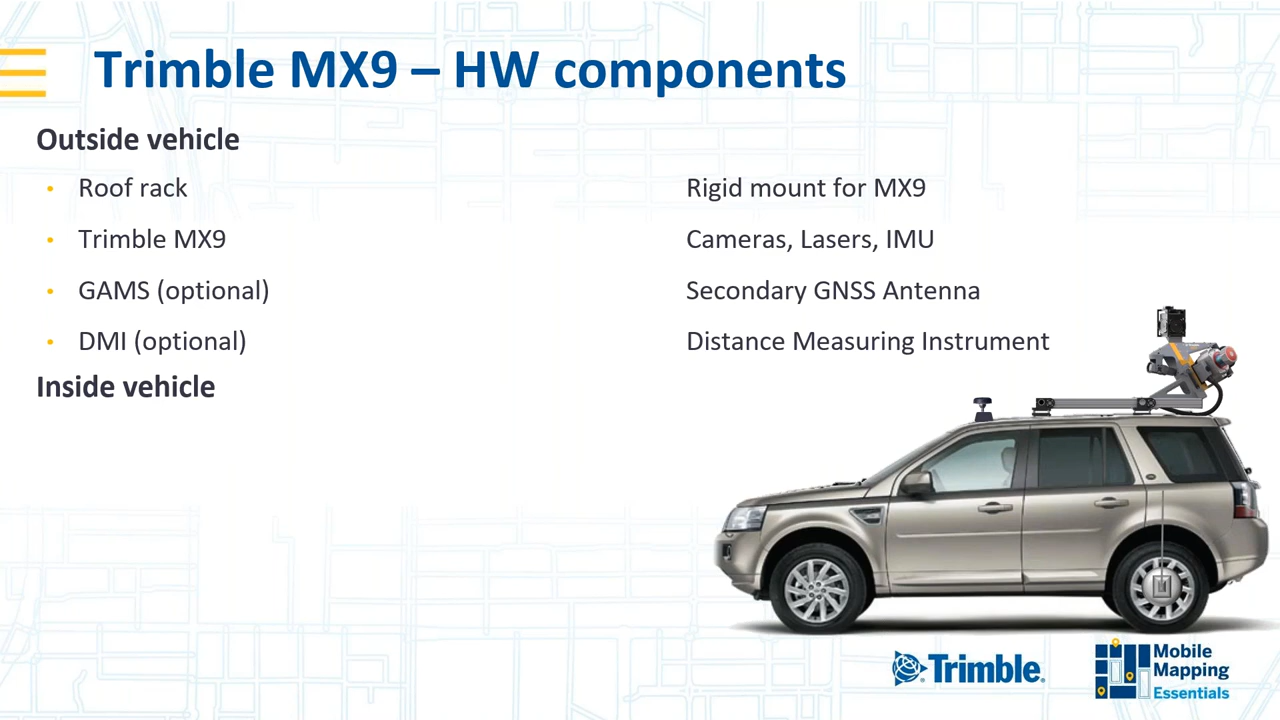 Trimble MX9 – HW components
Outside vehicle
• Roof rack Rigid mount for MX9
• Trimble MX9 Cameras, Lasers, IMU
• GAMS (optional) Secondary GNSS Antenna
• DMI (optional) Distance Measuring Instrument
Inside vehicle
Trimble.
Mobile
Mapping
Essentials